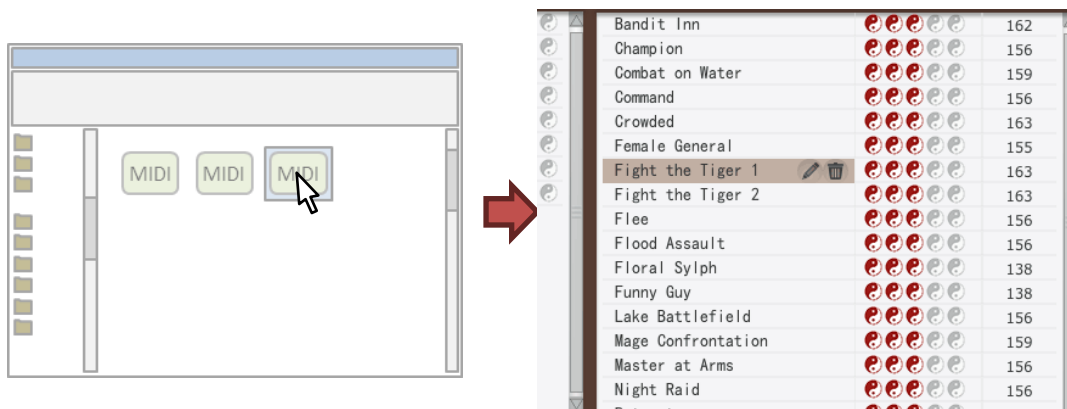 MIDI MIDI MIDI
Bandit Inn 162
Champion 156
Combat on Water 159
Command 156
Crowded 163
Female General 155
Fight the Tiger 1 163
Fight the Tiger 2 163
Flee 156
Flood Assault 156
Floral Sylph 138
Funny Guy 138
Lake Battlefield 156
Mage Confrontation 159
Master at Arms 156
Night Raid 156